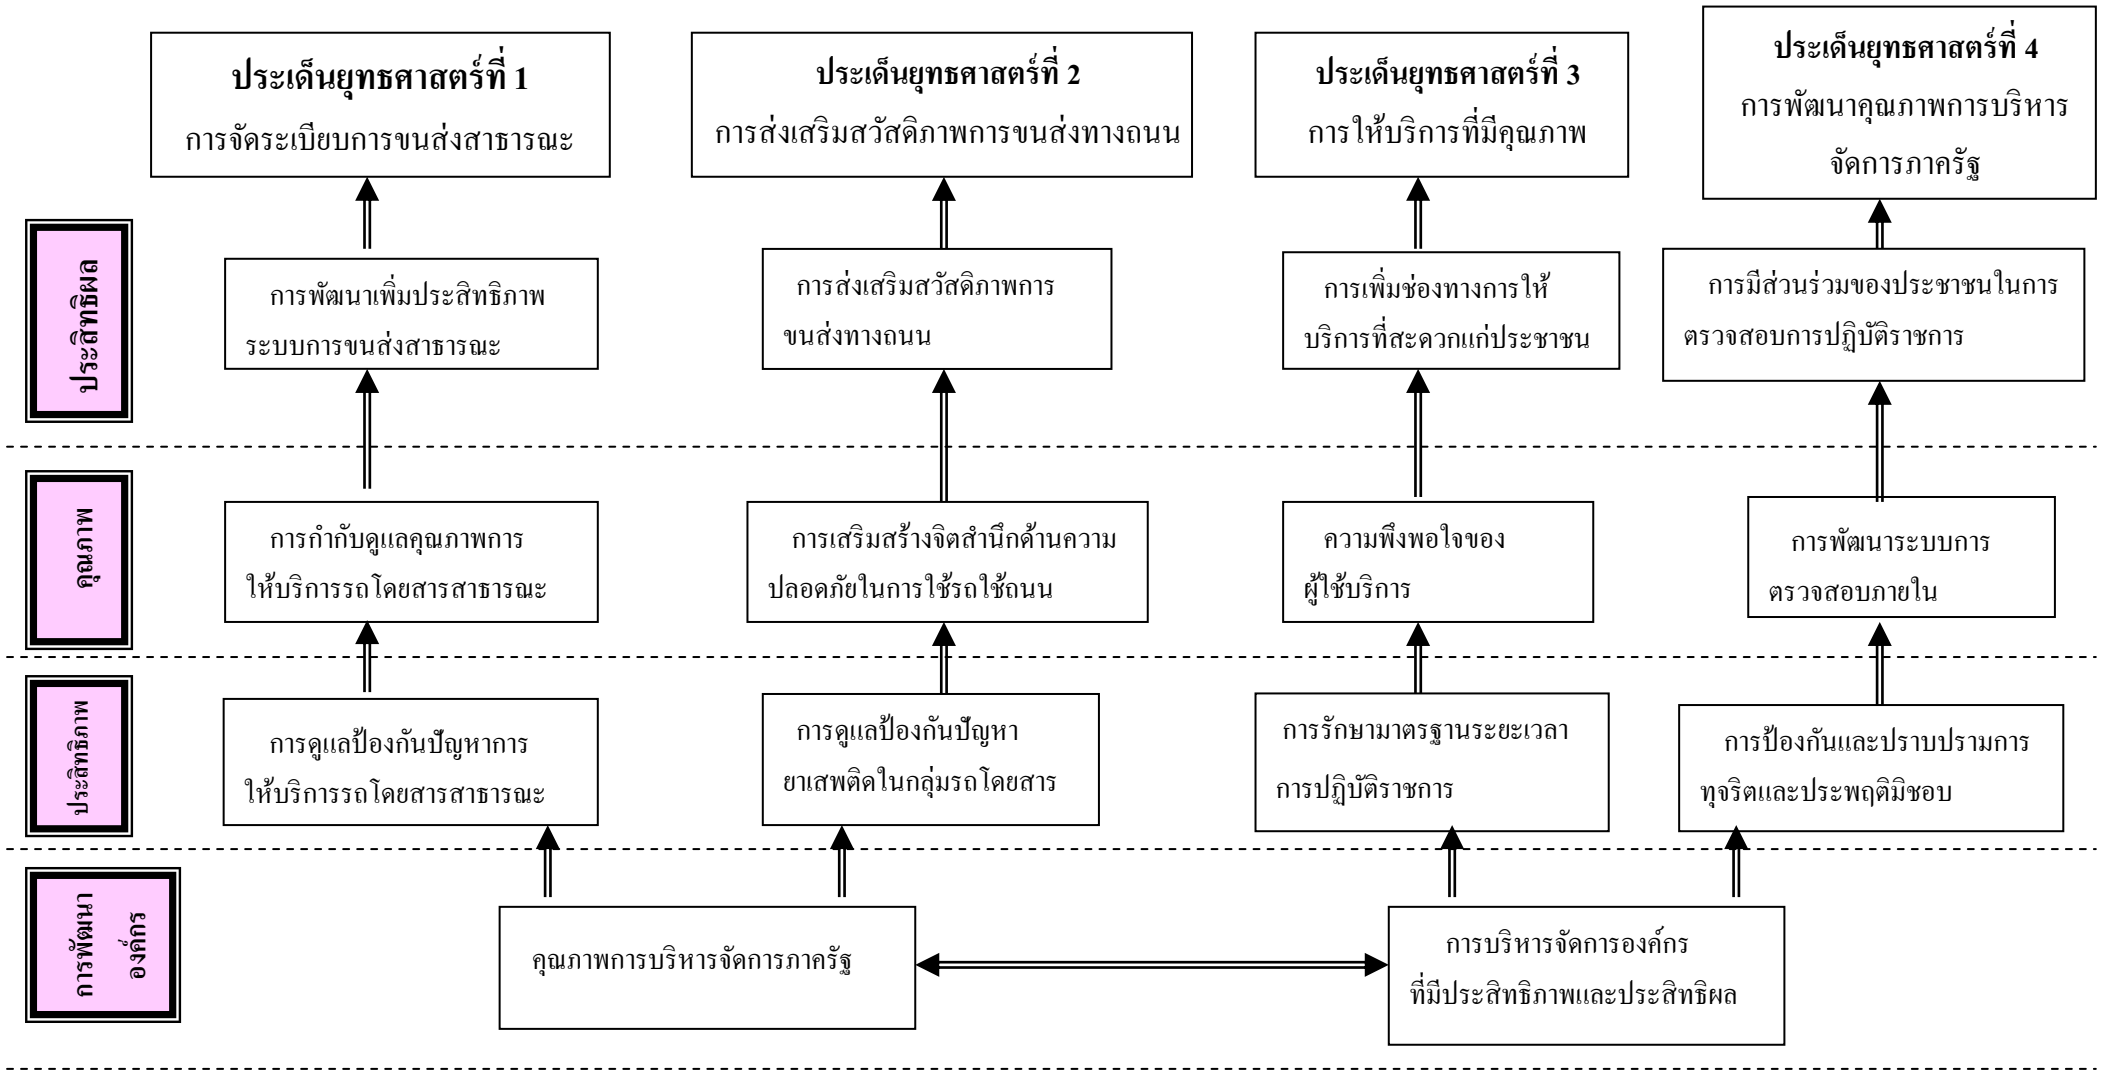 ประเด็นยุทธศาสตร์ที่ 1
การจัดระเบียบการขนส่งสาธารณะ
ประเด็นยุทธศาสตร์ที่ 2
การส่งเสริมสวัสดิภาพการขนส่งทางถนน
ประเด็นยุทธศาสตร์ที่ 3
การให้บริการที่มีคุณภาพ
ประเด็นยุทธศาสตร์ที่ 4
การพัฒนาคุณภาพการบริหาร
จัดการภาครัฐ
ประสิทธิผล
การพัฒนาเพิ่มประสิทธิภาพ
ระบบการขนส่งสาธารณะ
การส่งเสริมสวัสดิภาพการ
ขนส่งทางถนน
การเพิ่มช่องทางการให้
บริการที่สะดวกแก่ประชาชน
การมีส่วนร่วมของประชาชนในการ
ตรวจสอบการปฏิบัติราชการ
คุณภาพ
การกำกับดูแลคุณภาพการ
ให้บริการรถโดยสารสาธารณะ
การเสริมสร้างจิตสำนึกด้านความ
ปลอดภัยในการใช้รถใช้ถนน
ความพึงพอใจของ
ผู้ใช้บริการ
การพัฒนาระบบการ
ตรวจสอบภายใน
ประสิทธิภาพ
การดูแลป้องกันปัญหาการ
ให้บริการรถโดยสารสาธารณะ
การดูแลป้องกันปัญหา
ยาเสพติดในกลุ่มรถโดยสาร
การรักษามาตรฐานระยะเวลา
การปฏิบัติราชการ
การป้องกันและปราบปรามการ
ทุจริตและประพฤติมิชอบ
การพัฒนา
องค์กร
คุณภาพการบริหารจัดการภาครัฐ
การบริหารจัดการองค์กร
ที่มีประสิทธิภาพและประสิทธิผล